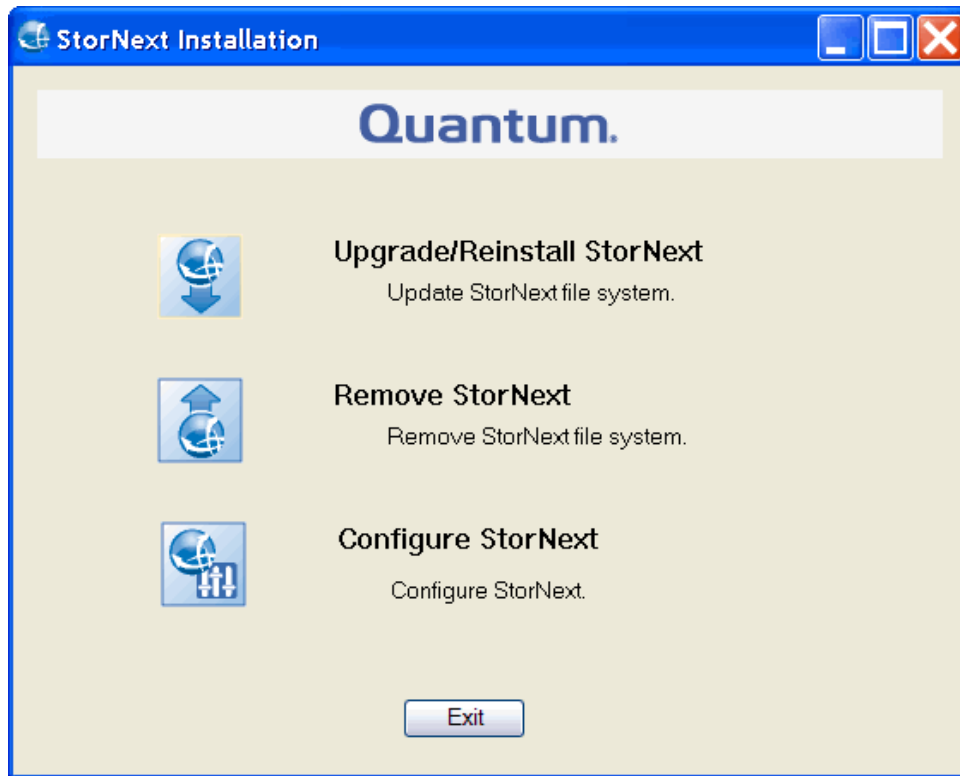 StorNext Installation
Quantum.
Upgrade/Reinstall StorNext
Update StorNext file system.
Remove StorNext
Remove StorNext file system.
Configure StorNext
Configure StorNext.
Exit